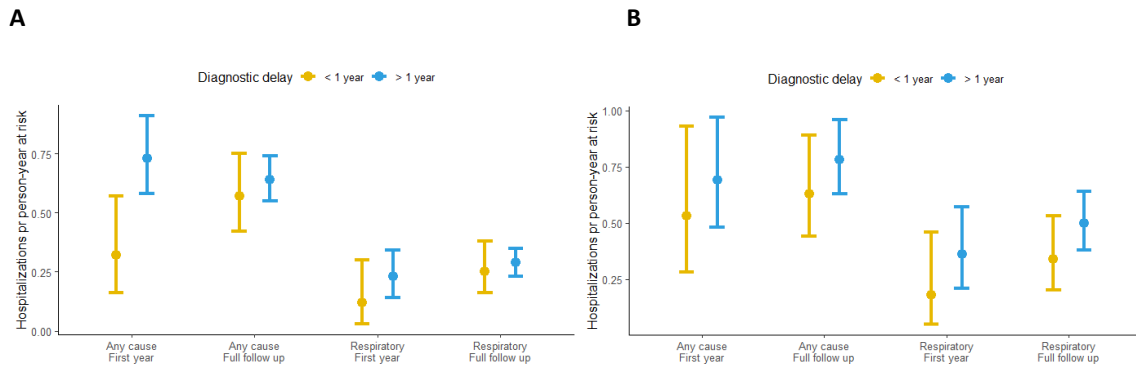 A
Diagnostic delay < 1 year > 1 year
Hospitalizations pr person-year at risk
0.75
0.50
0.25
0.00
Any cause
First year
Any cause
Full follow up
Respiratory
First year
Respiratory
Full follow up
B
Diagnostic delay < 1 year > 1 year
Hospitalizations pr person-year at risk
1.00
0.75
0.50
0.25
Any cause
First year
Any cause
Full follow up
Respiratory
First year
Respiratory
Full follow up